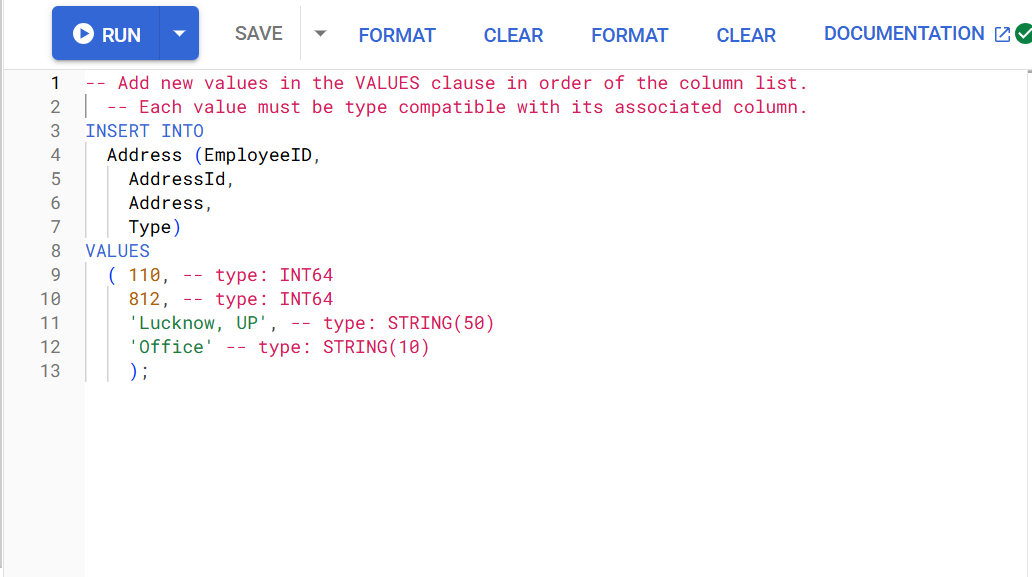 RUN SAVE FORMAT CLEAR FORMAT CLEAR DOCUMENTATION
1 -- Add new values in the VALUES clause in order of the column list.
2 -- Each value must be type compatible with its associated column.
3 INSERT INTO
4 Address (EmployeeID,
5 AddressId,
6 Address,
7 Type)
8 VALUES
9 ( 110, -- type: INT64
10 812, -- type: INT64
11 'Lucknow, UP', -- type: STRING(50)
12 'Office' -- type: STRING(10)
13 );